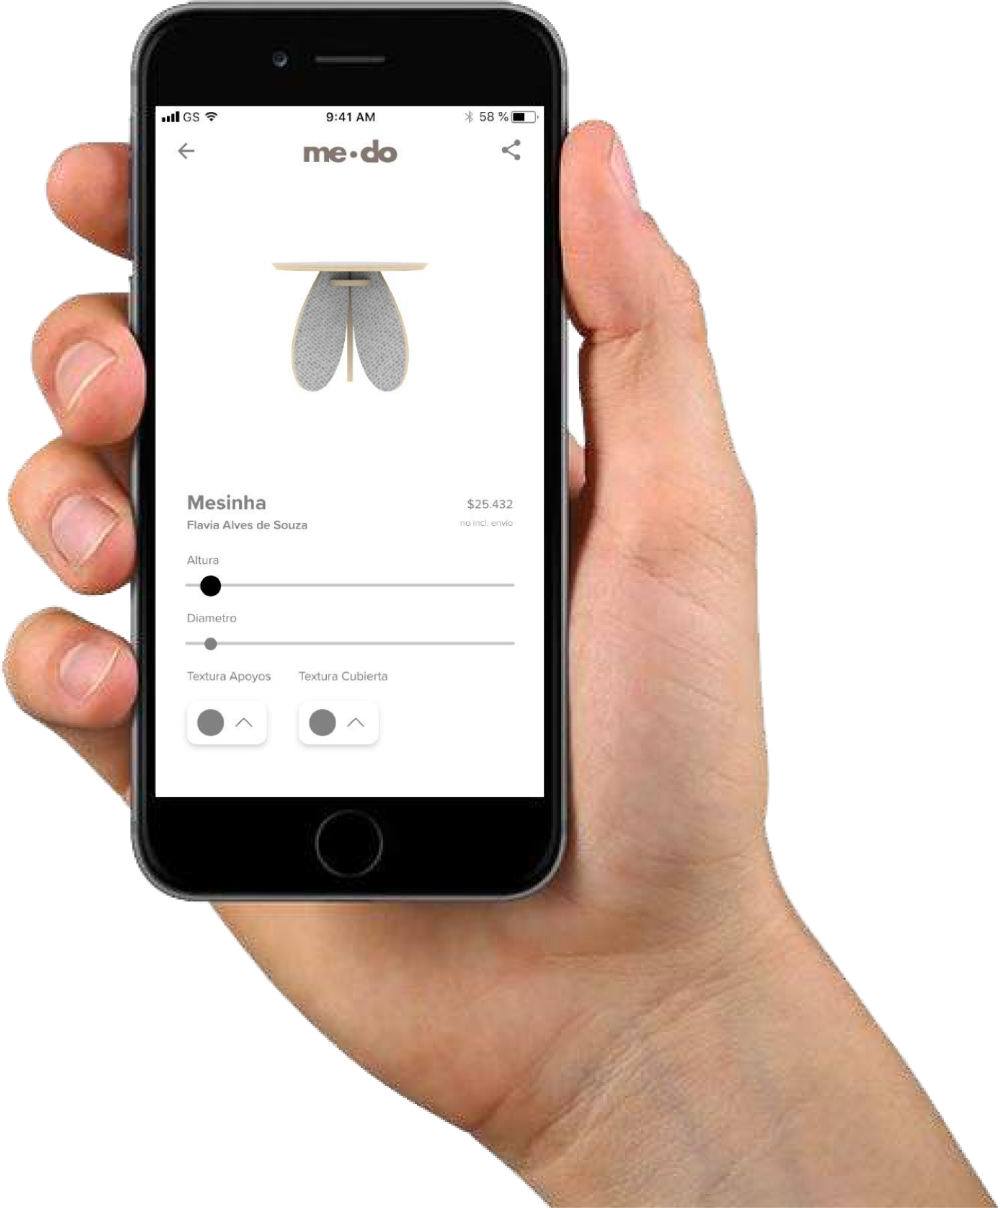 GS 9:41 AM 58 %
me·do
Mesinha $25.432
Flavia Alves de Souza no incl. envio
Altura
Diametro
Textura Apoyos Textura Cubierta